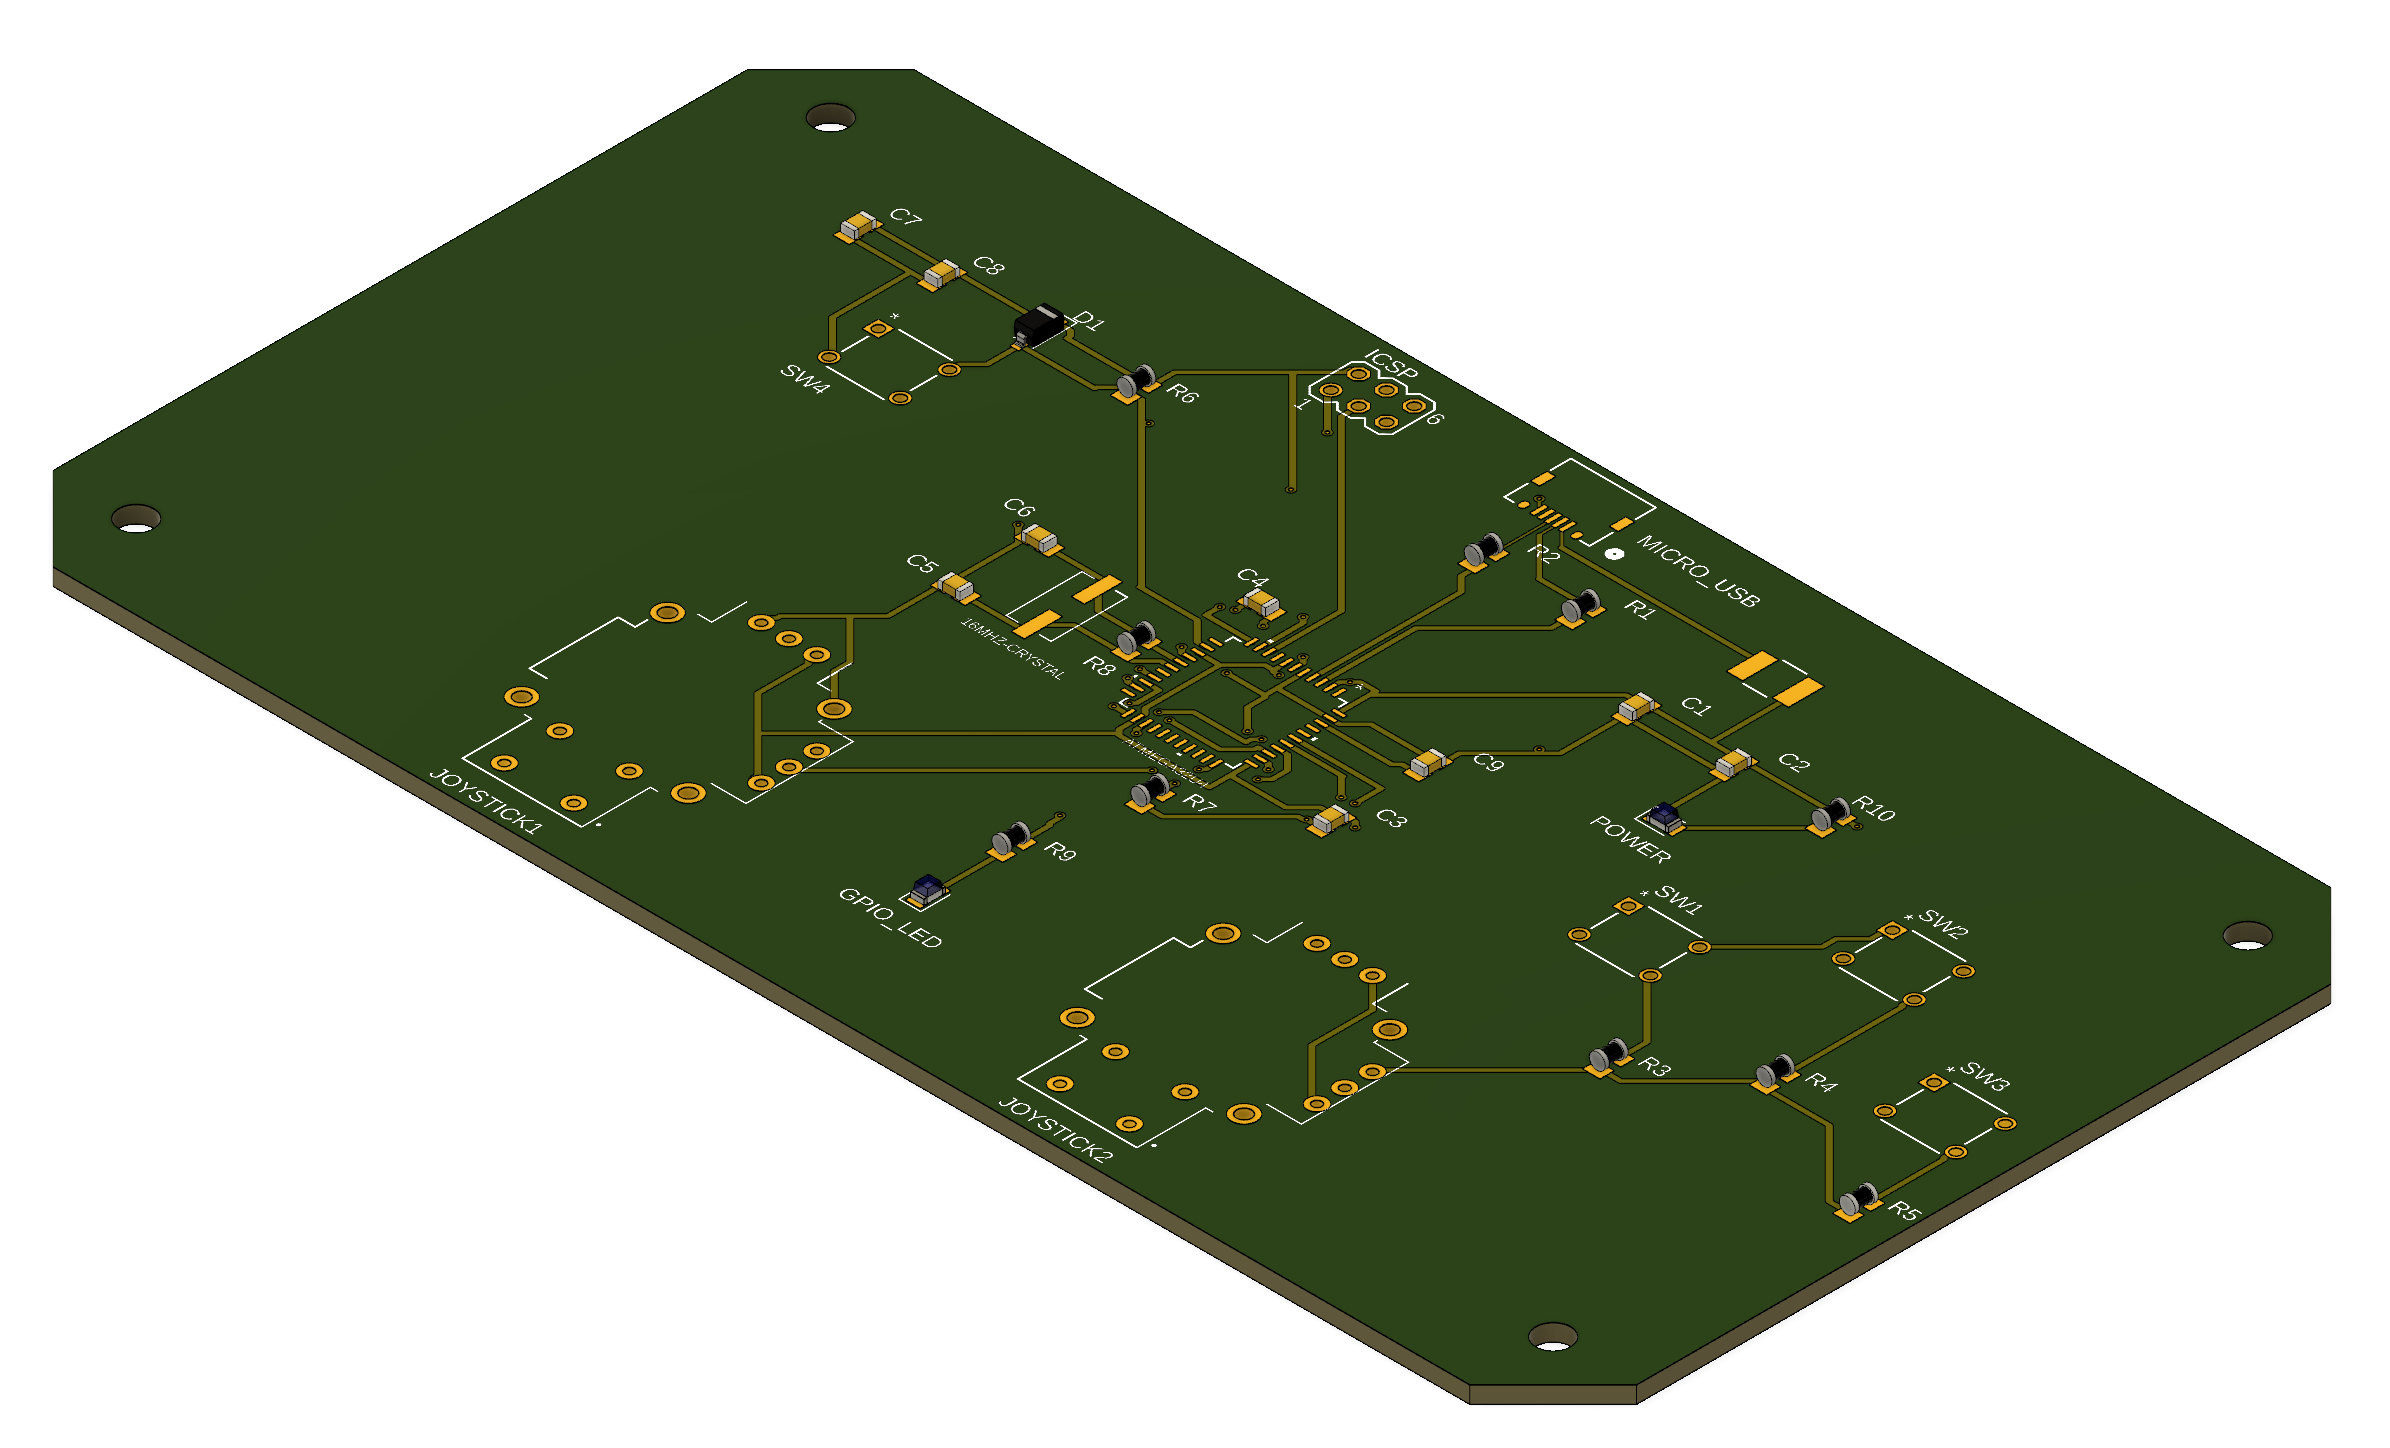 C7
C8
D1
* SW4
R6
ICSP
1
6
C6
R2
MICRO_USB
C5
C4
R1
16MHZ-CRYSTAL
R8
*
C1
C9
C2
R7
C3
R10
JOYSTICK1
POWER
R9
GPIO_LED
* SW1
* SW2
R3
R4
* SW3
JOYSTICK2
R5